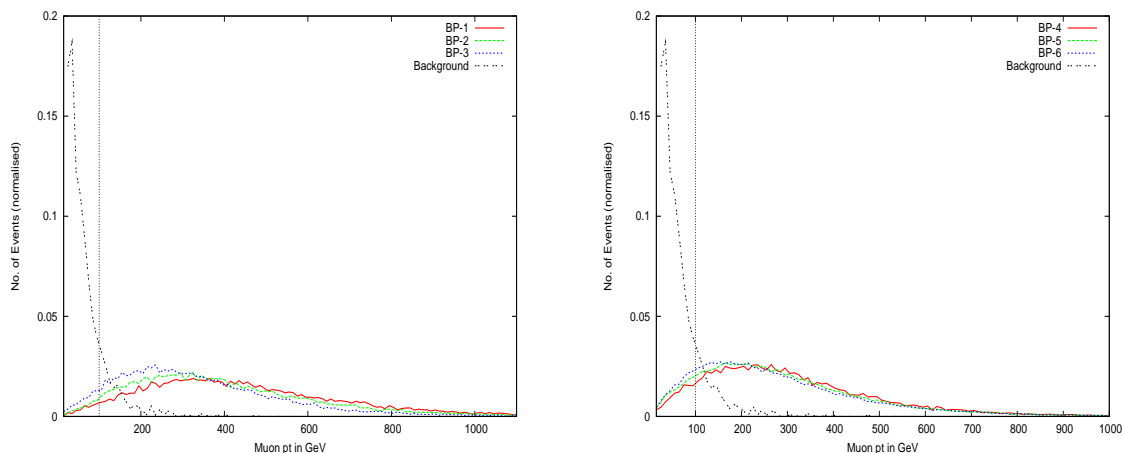 0.2
0.15
0.1
0.05
0
200
400
600
800
1000
No. of Events (normalised)
Muon pt in GeV
BP-1
BP-2
BP-3
Background
0.2
0.15
0.1
0.05
0
100
200
300
400
500
600
700
800
900
1000
No. of Events (normalised)
Muon pt in GeV
BP-4
BP-5
BP-6
Background